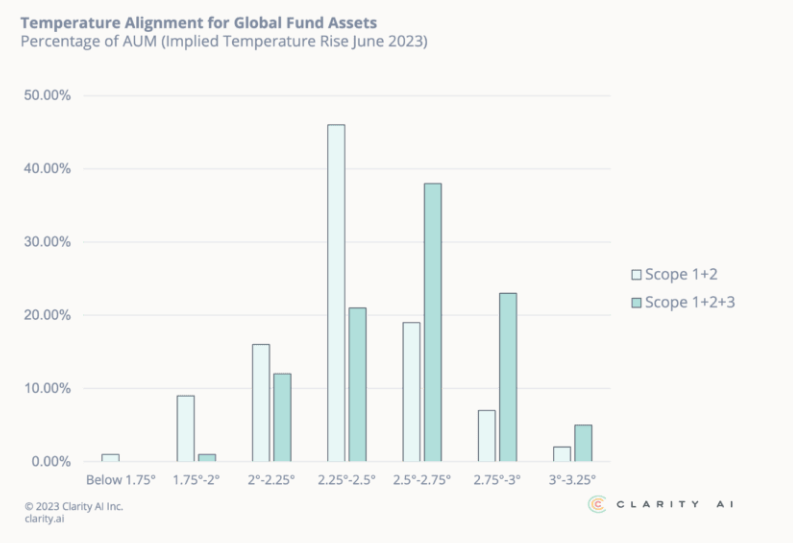 Temperature Alignment for Global Fund Assets
Percentage of AUM (Implied Temperature Rise June 2023)
50.00%
40.00%
30.00%
20.00%
10.00%
0.00%
Below 1.75° 1.75°-2° 2°-2.25° 2.25°-2.5° 2.5°-2.75° 2.75°-3° 3°-3.25°
Scope 1+2
Scope 1+2+3
© 2023 Clarity Ai Inc.
clarity.ai
CLARITY AI